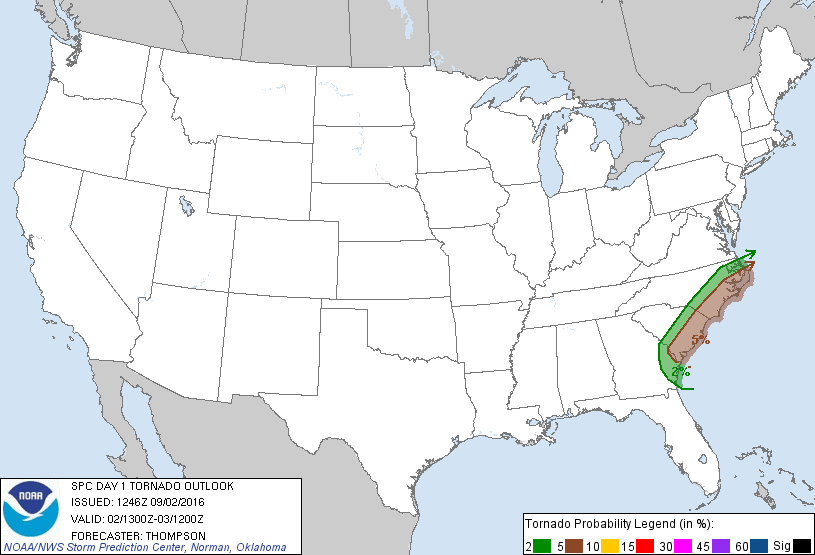 5%
2%
NOAA
SPC DAY 1 TORNADO OUTLOOK
ISSUED: 1246Z 09/02/2016
VALID: 02/1300Z-03/1200Z
FORECASTER: THOMPSON
NOAA/NWS Storm Prediction Center, Norman, Oklahoma
Tornado Probability Legend (in %):
2 5 10 15 30 45 60 Sig